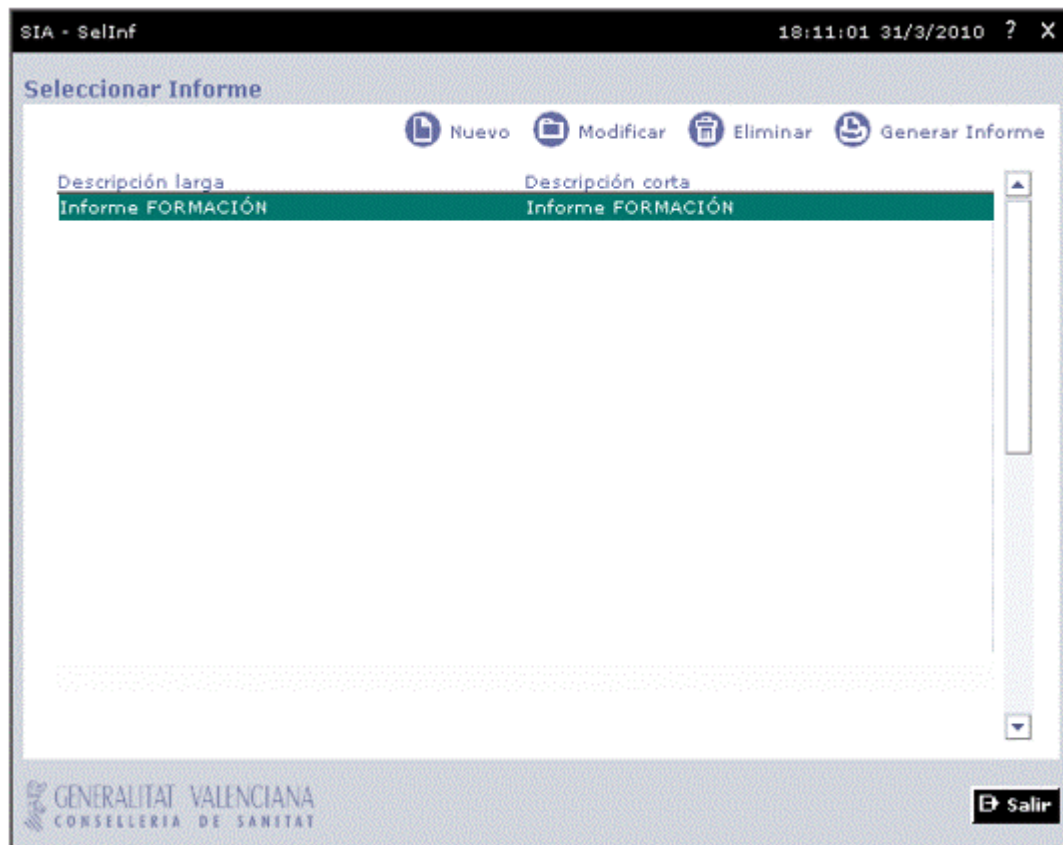 SIA - SelInf 18:11:01 31/3/2010 ? X
Seleccionar Informe
Nuevo Modificar Eliminar Generar Informe
Descripción larga Descripción corta
Informe FORMACIÓN Informe FORMACIÓN
GENERALITAT VALENCIANA
CONSELLERIA DE SANITAT
Salir